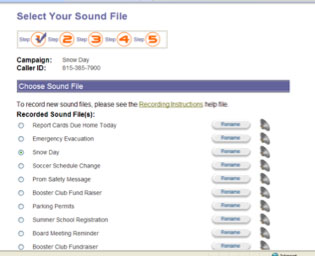 Select Your Sound File
Step 1 Step 2 Step 3 Step 4 Step 5
Campaign: Snow Day
Caller ID: 615-385-7900
Choose Sound File
To record new sound files, please see the Recording Instructions help file.
Recorded Sound File(s):
Report Cards Due Home Today Rename
Emergency Evacuation Rename
Snow Day Rename
Soccer Schedule Change Rename
Prom Safety Message Rename
Booster Club Fund Raiser Rename
Parking Permits Rename
Summer School Registration Rename
Board Meeting Reminder Rename
Booster Club Fundraiser Rename